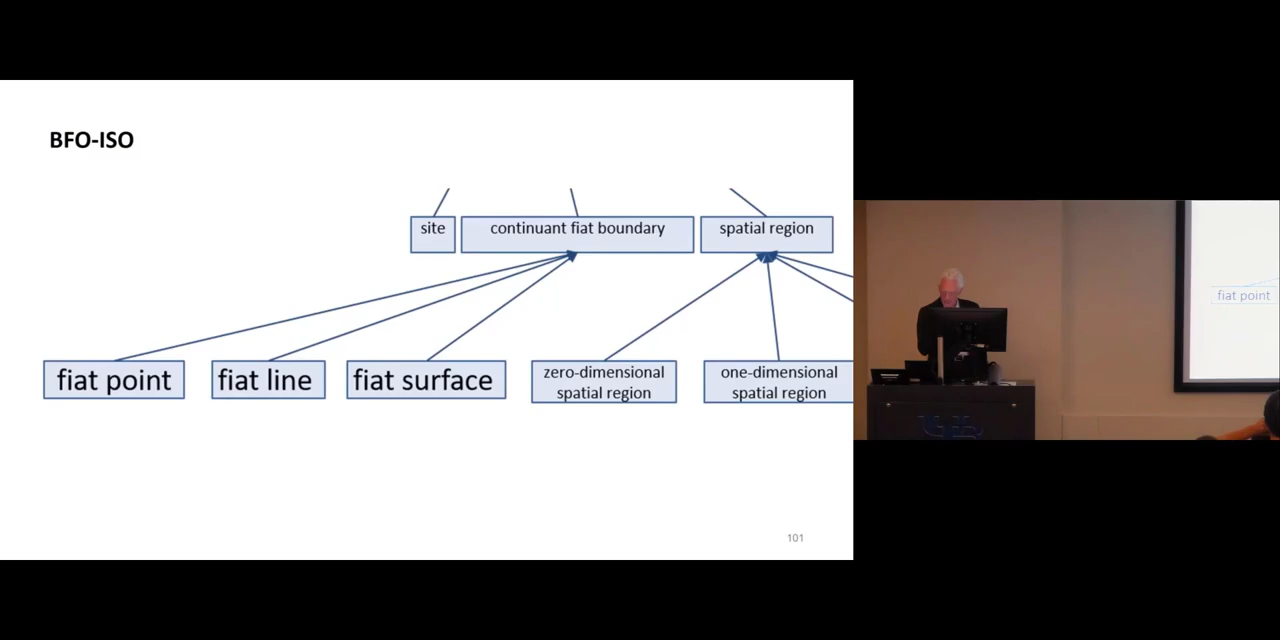 BFO-ISO
site
continuant fiat boundary
spatial region
fiat point
fiat line
fiat surface
zero-dimensional
spatial region
one-dimensional
spatial region
101
fiat point